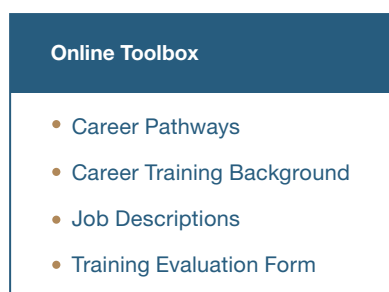 Online Toolbox
• Career Pathways
• Career Training Background
• Job Descriptions
• Training Evaluation Form